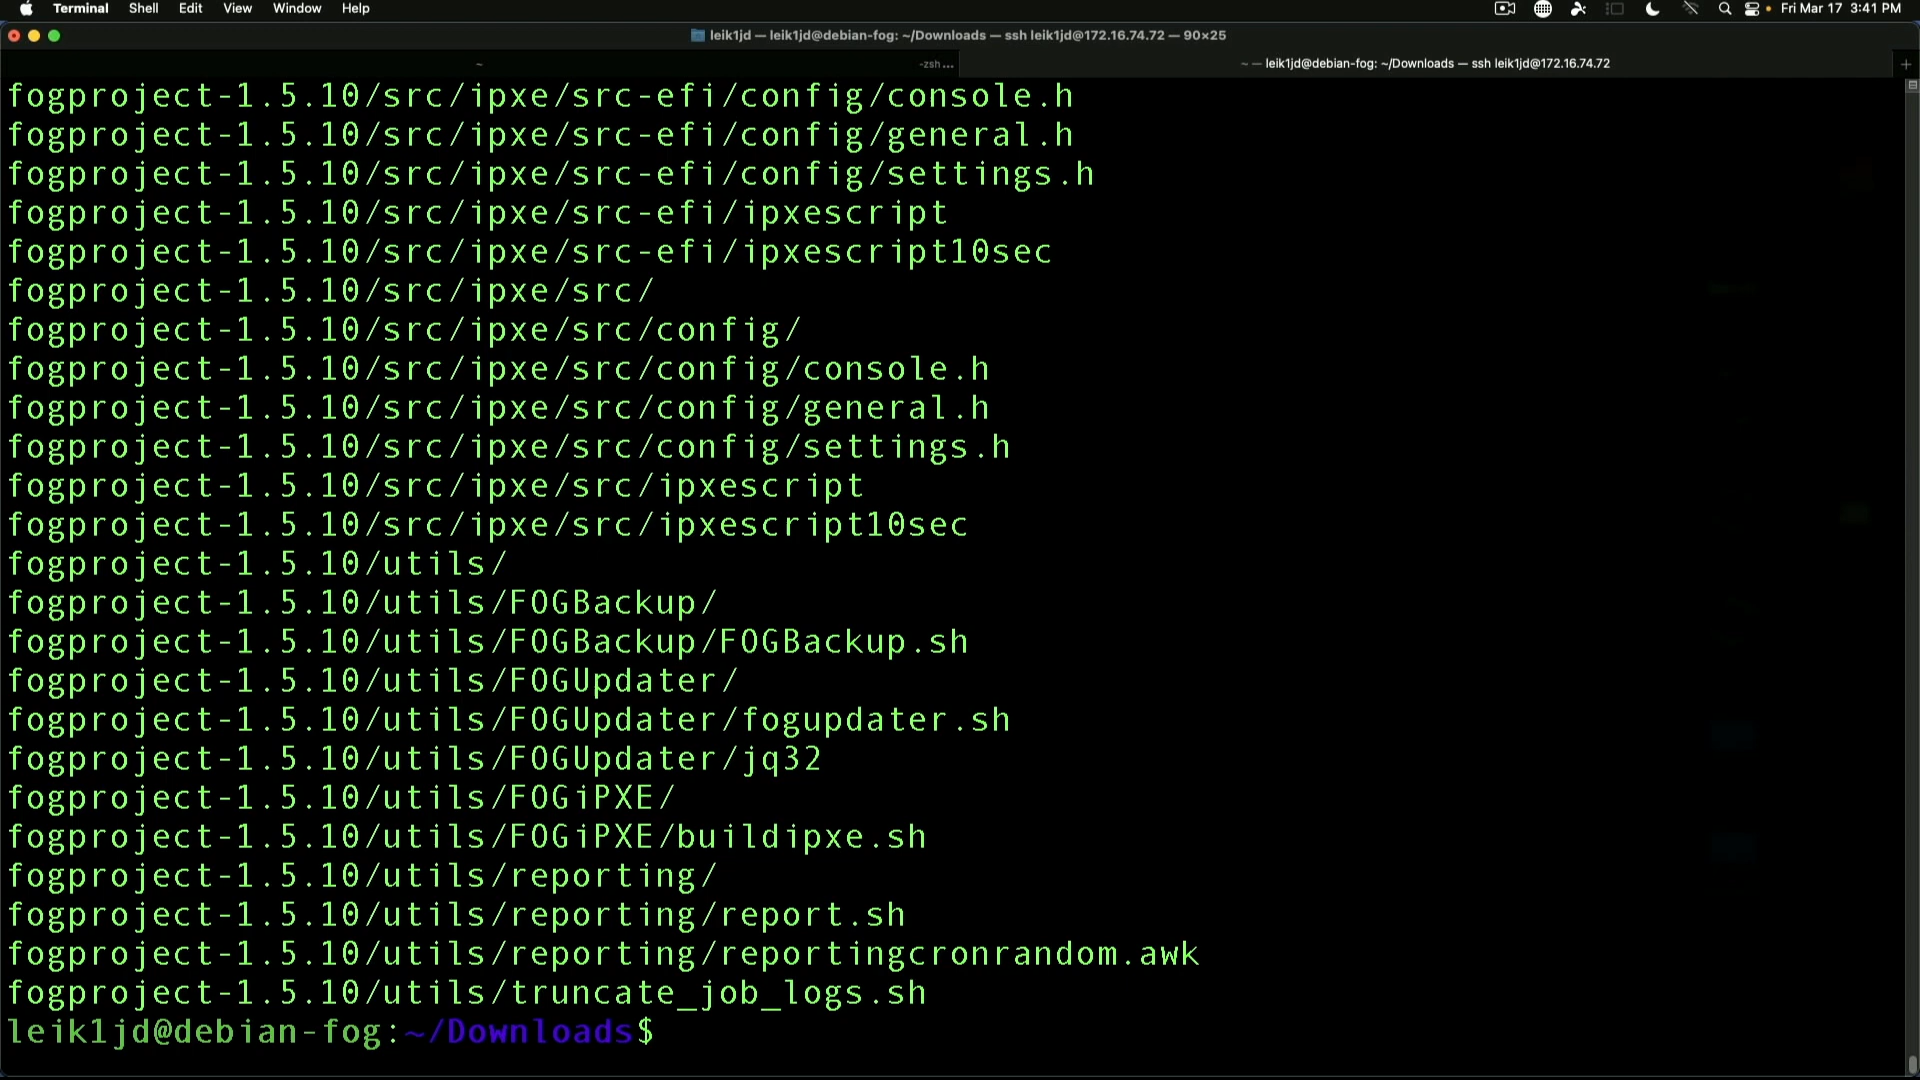 Terminal Shell Edit View Window Help Fri Mar 17 3:41 PM
leik1jd — leik1jd@debian-fog: ~/Downloads — ssh leik1jd@172.16.74.72 — 90×25
~ -zsh ... ~ — leik1jd@debian-fog: ~/Downloads — ssh leik1jd@172.16.74.72 +
fogproject-1.5.10/src/ipxe/src-efi/config/console.h
fogproject-1.5.10/src/ipxe/src-efi/config/general.h
fogproject-1.5.10/src/ipxe/src-efi/config/settings.h
fogproject-1.5.10/src/ipxe/src-efi/ipxescript
fogproject-1.5.10/src/ipxe/src-efi/ipxescript10sec
fogproject-1.5.10/src/ipxe/src/
fogproject-1.5.10/src/ipxe/src/config/
fogproject-1.5.10/src/ipxe/src/config/console.h
fogproject-1.5.10/src/ipxe/src/config/general.h
fogproject-1.5.10/src/ipxe/src/config/settings.h
fogproject-1.5.10/src/ipxe/src/ipxescript
fogproject-1.5.10/src/ipxe/src/ipxescript10sec
fogproject-1.5.10/utils/
fogproject-1.5.10/utils/FOGBackup/
fogproject-1.5.10/utils/FOGBackup/FOGBackup.sh
fogproject-1.5.10/utils/FOGUpdater/
fogproject-1.5.10/utils/FOGUpdater/fogupdater.sh
fogproject-1.5.10/utils/FOGUpdater/jq32
fogproject-1.5.10/utils/FOGiPXE/
fogproject-1.5.10/utils/FOGiPXE/buildipxe.sh
fogproject-1.5.10/utils/reporting/
fogproject-1.5.10/utils/reporting/report.sh
fogproject-1.5.10/utils/reporting/reportingcronrandom.awk
fogproject-1.5.10/utils/truncate_job_logs.sh
leik1jd@debian-fog:~/Downloads$